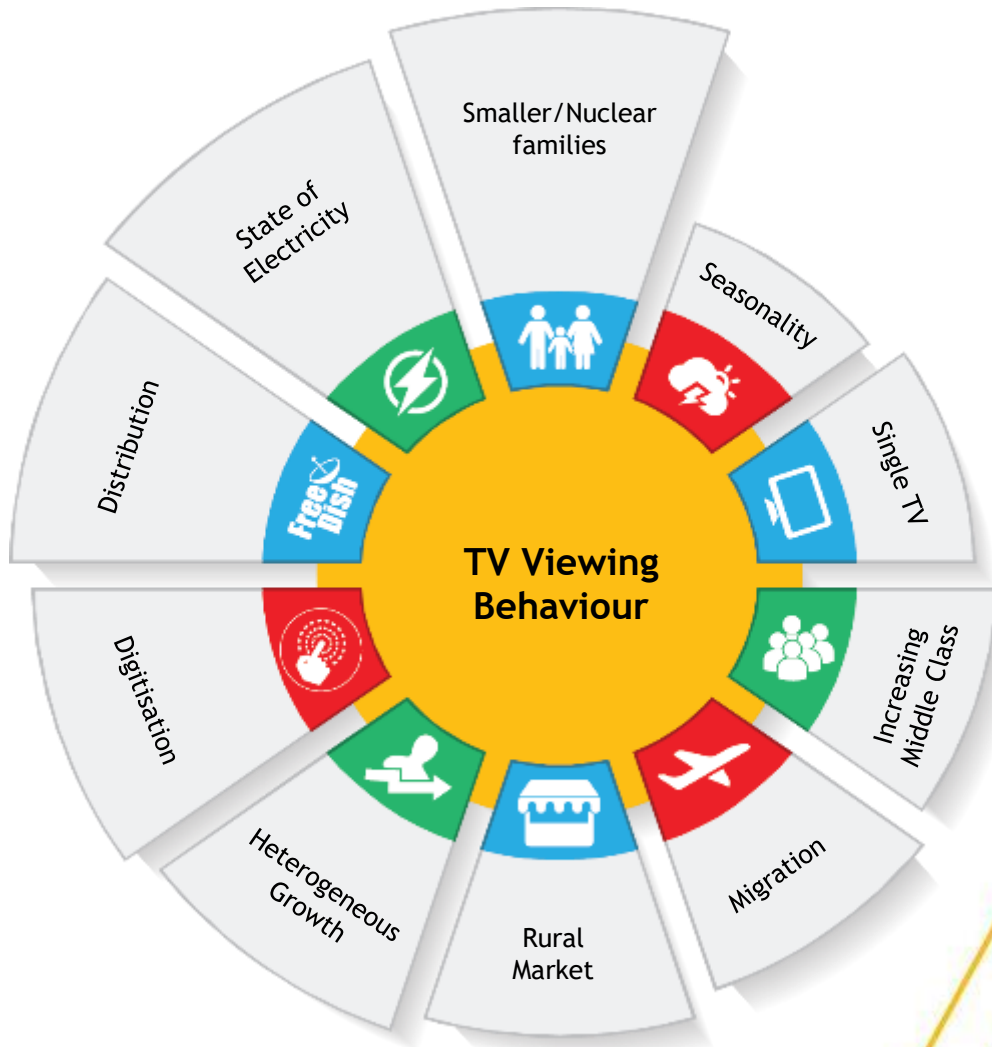 Smaller/Nuclear
families
Seasonality
Single TV
Increasing
Middle Class
Migration
Rural
Market
Heterogeneous
Growth
Digitisation
Distribution
Free
Dish
State of
Electricity
TV Viewing
Behaviour